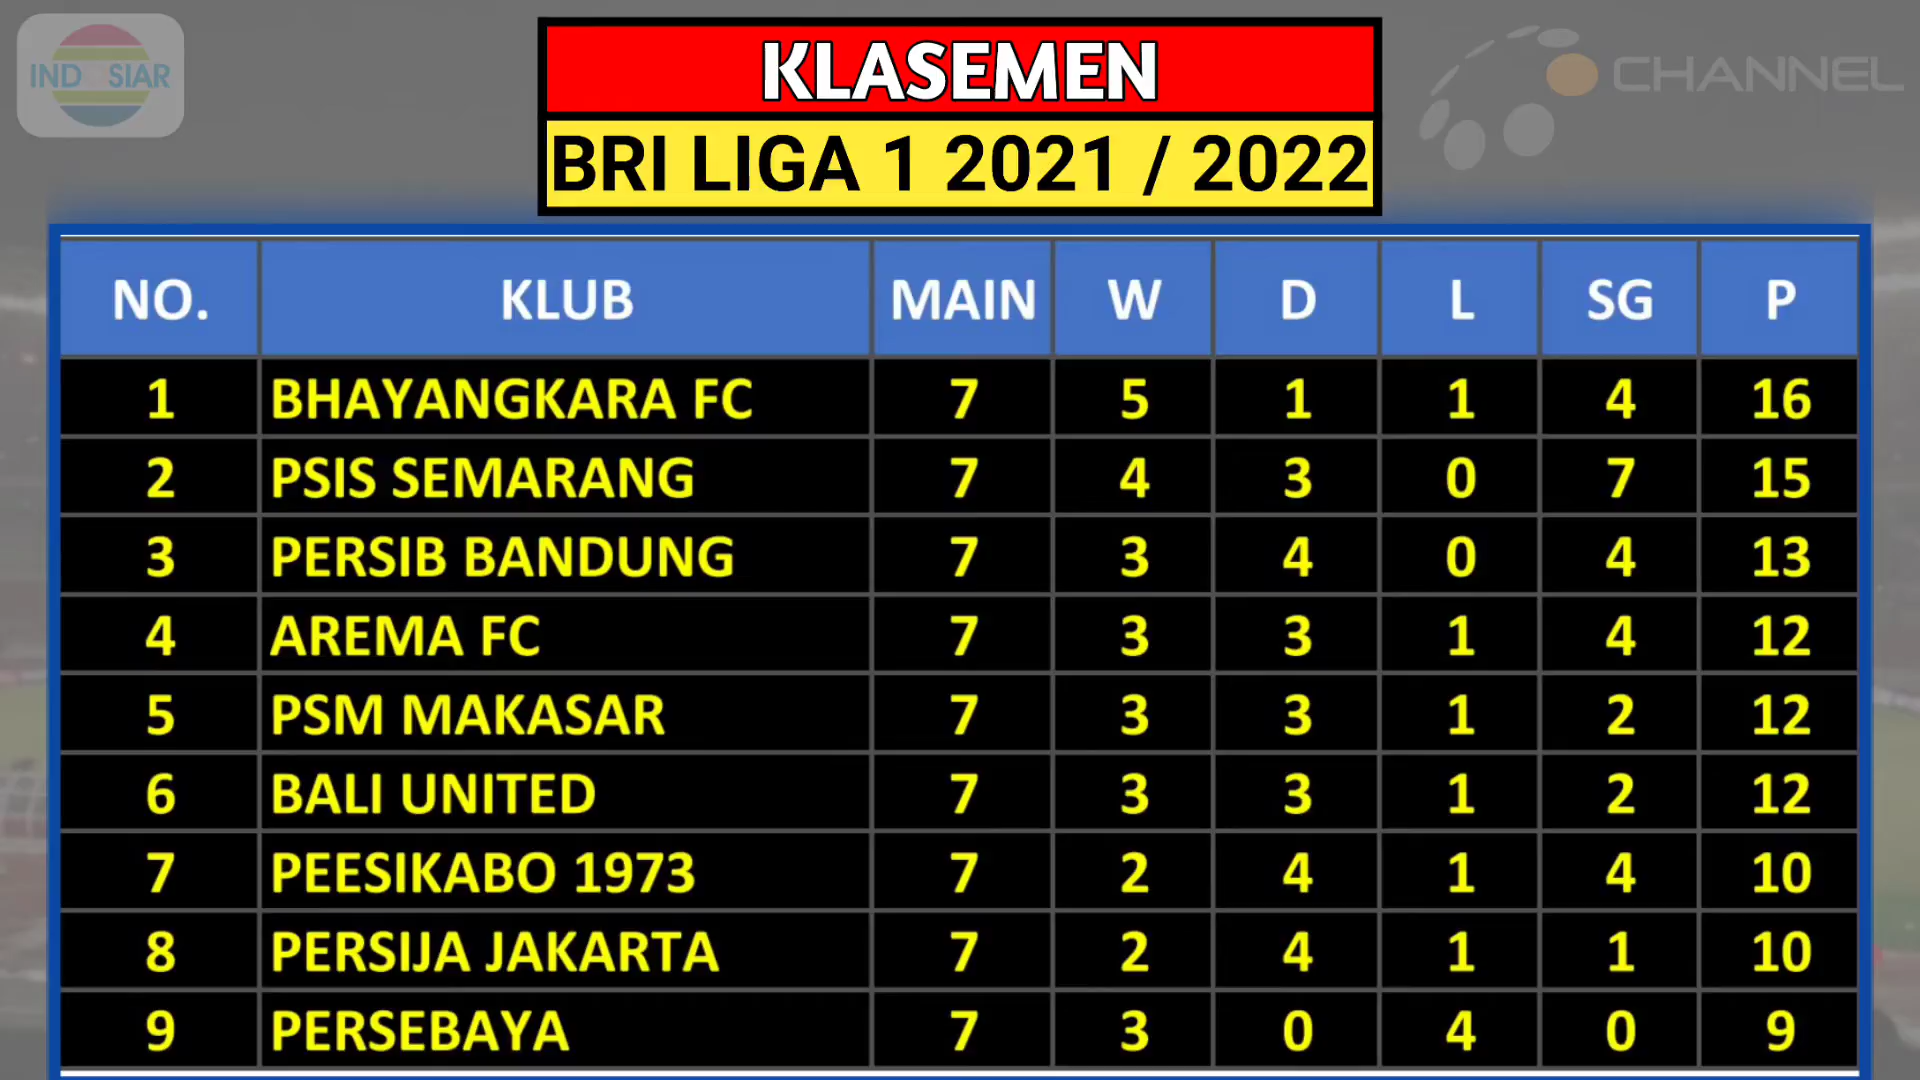 INDOSIAR
CHANNEL
KLASEMEN
BRI LIGA 1 2021 / 2022
NO. KLUB MAIN W D L SG P
1 BHAYANGKARA FC 7 5 1 1 4 16
2 PSIS SEMARANG 7 4 3 0 7 15
3 PERSIB BANDUNG 7 3 4 0 4 13
4 AREMA FC 7 3 3 1 4 12
5 PSM MAKASAR 7 3 3 1 2 12
6 BALI UNITED 7 3 3 1 2 12
7 PEESIKABO 1973 7 2 4 1 4 10
8 PERSIJA JAKARTA 7 2 4 1 1 10
9 PERSEBAYA 7 3 0 4 0 9